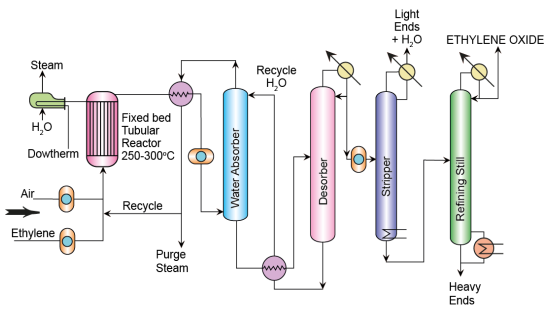 Light
Ends
+ H2O
ETHYLENE OXIDE
Steam
Recycle
H2O
H2O
Dowtherm
Fixed bed
Tubular
Reactor
250-300ºC
Water Absorber
Desorber
Stripper
Refining Still
Air
Recycle
Ethylene
Purge
Steam
Heavy
Ends